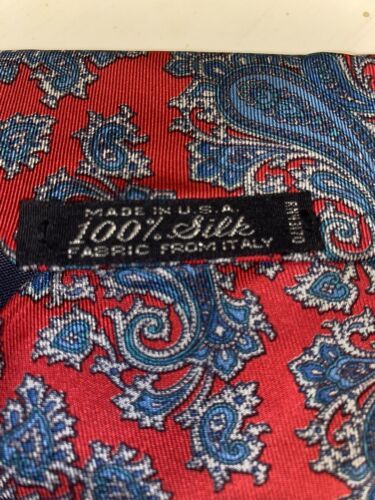 MADE IN U.S.A.
100% Silk
FABRIC FROM ITALY